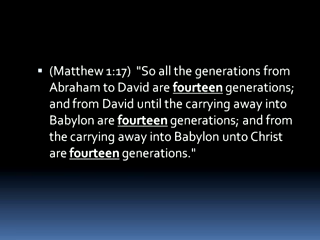 (Matthew 1:17) "So all the generations from
Abraham to David are fourteen generations;
and from David until the carrying away into
Babylon are fourteen generations; and from
the carrying away into Babylon unto Christ
are fourteen generations."